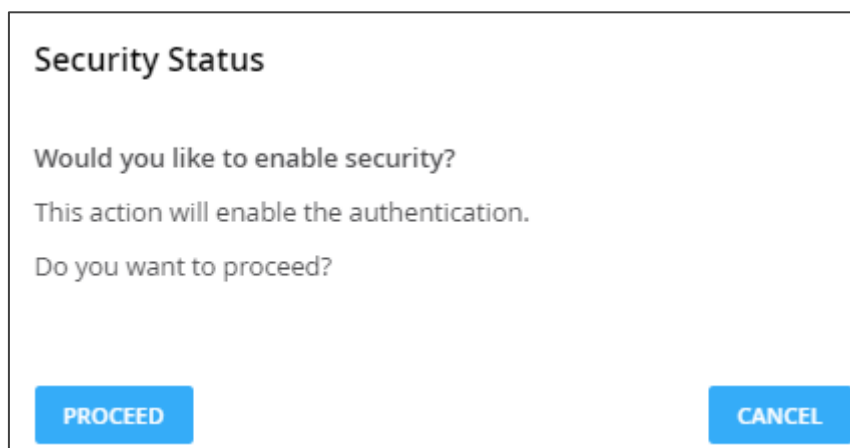 Security Status
Would you like to enable security?
This action will enable the authentication.
Do you want to proceed?
PROCEED
CANCEL